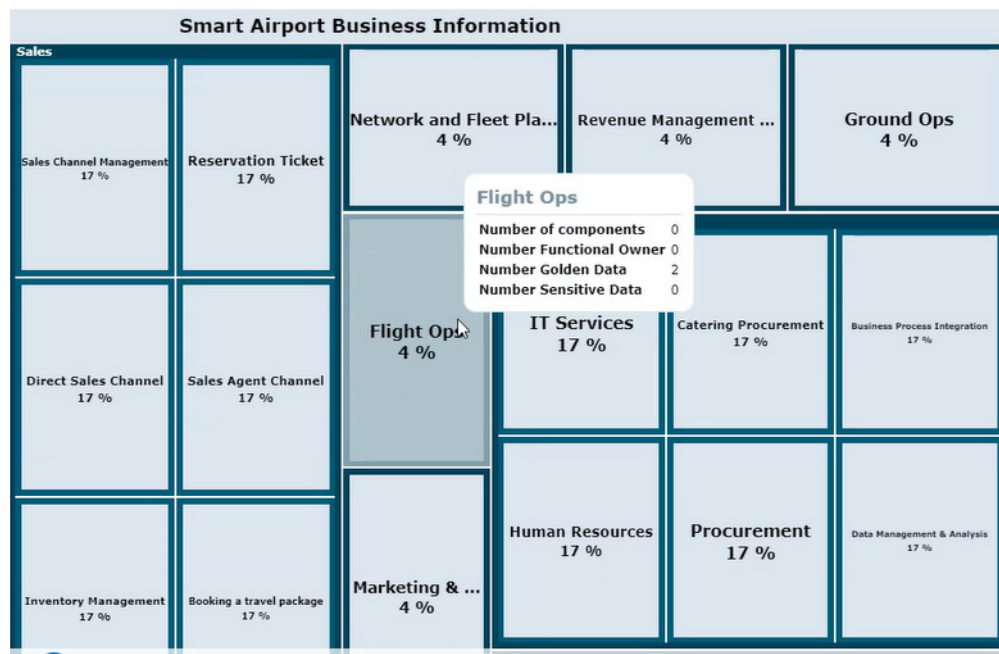 Smart Airport Business Information
Sales
Sales Channel Management
17 %
Reservation Ticket
17 %
Direct Sales Channel
17 %
Sales Agent Channel
17 %
Inventory Management
17 %
Booking a travel package
17 %
Network and Fleet Pla...
4 %
Revenue Management ...
4 %
Ground Ops
4 %
Flight Ops
Number of components 0
Number Functional Owner 0
Number Golden Data 2
Number Sensitive Data 0
Flight Ops
4 %
Marketing & ...
4 %
IT Services
17 %
Catering Procurement
17 %
Business Process Integration
17 %
Human Resources
17 %
Procurement
17 %
Data Management & Analysis
17 %